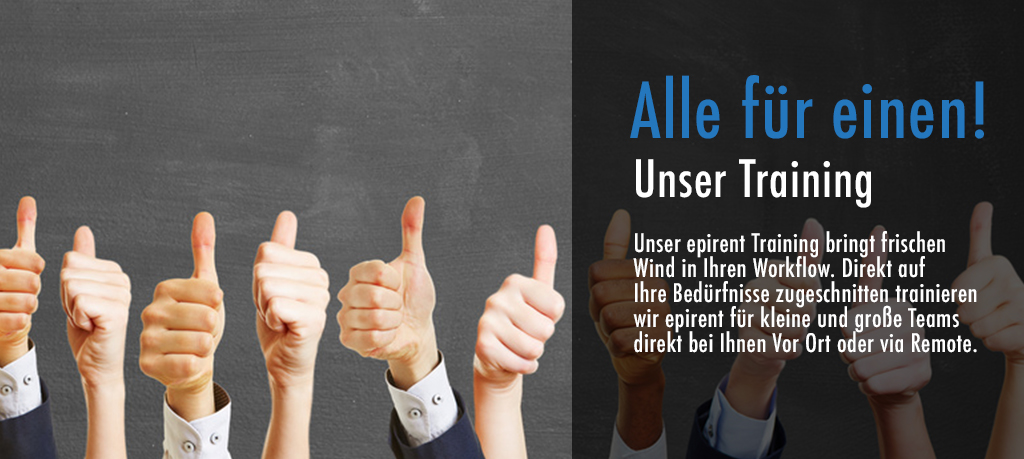 Alle für einen!
Unser Training
Unser epirent Training bringt frischen
Wind in Ihren Workflow. Direkt auf
Ihre Bedürfnisse zugeschnitten trainieren
wir epirent für kleine und große Teams
direkt bei Ihnen Vor Ort oder via Remote.